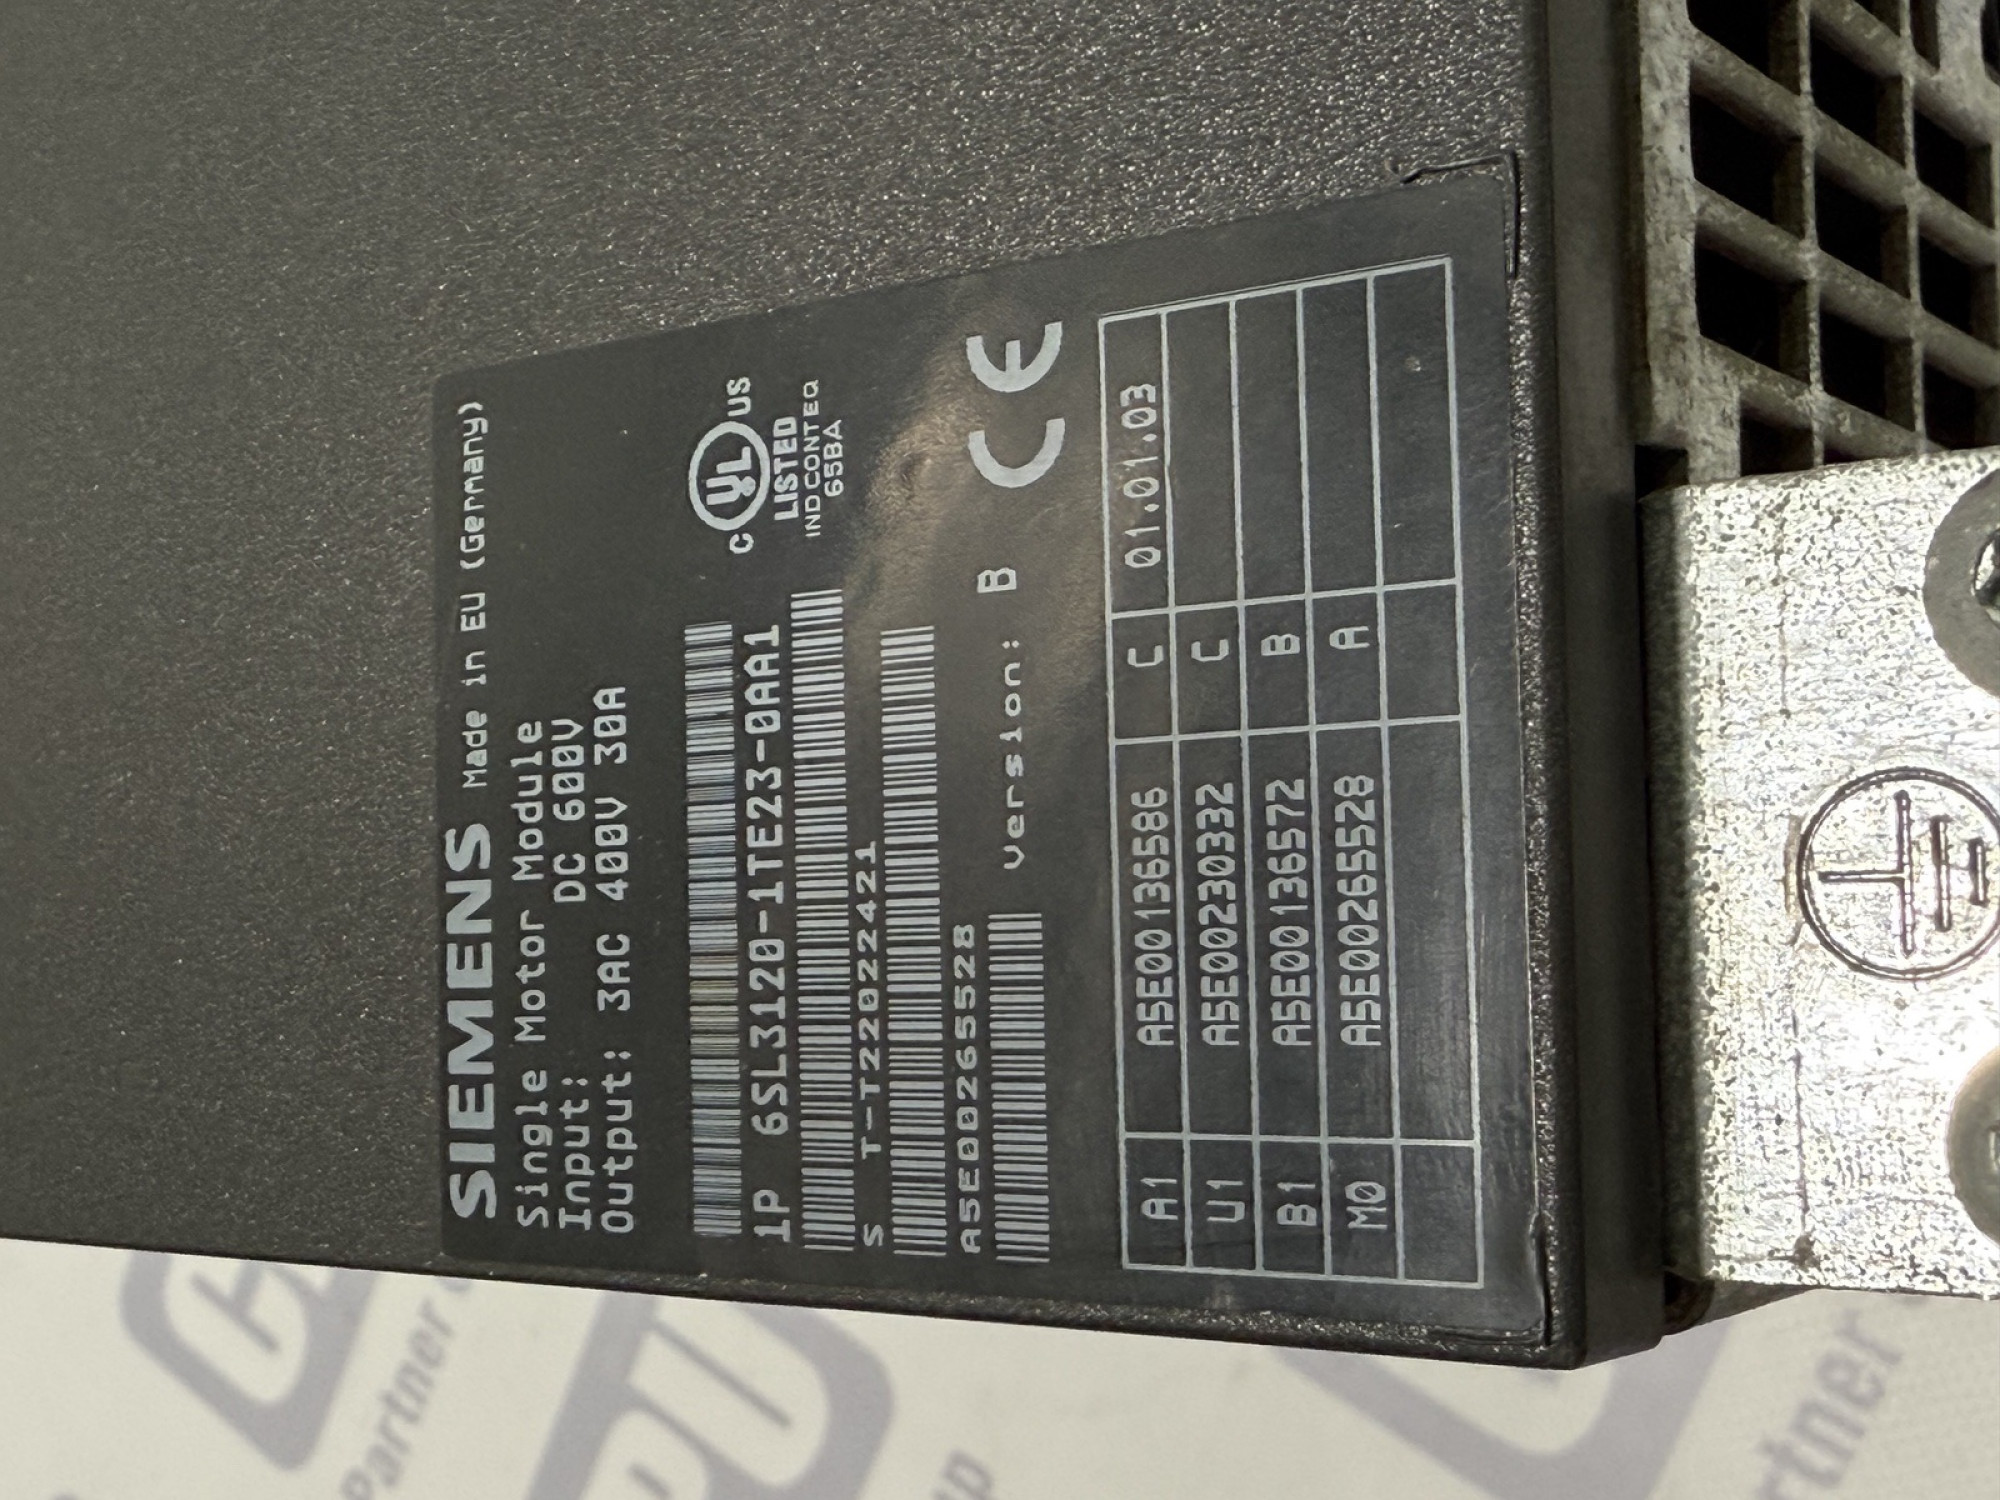 SIEMENS Made in EU (Germany)
Single Motor Module
Input: DC 600V
Output: 3AC 400V 30A
C UL US
LISTED
IND CONT EQ
65BA
1P 6SL3120-1TE23-0AA1
S T-T22022421
A5E00265528
Version: B CE
A1 A5E00136586 C 01.01.03
U1 A5E00230332 C
B1 A5E00136572 B
M0 A5E00265528 A
Partner